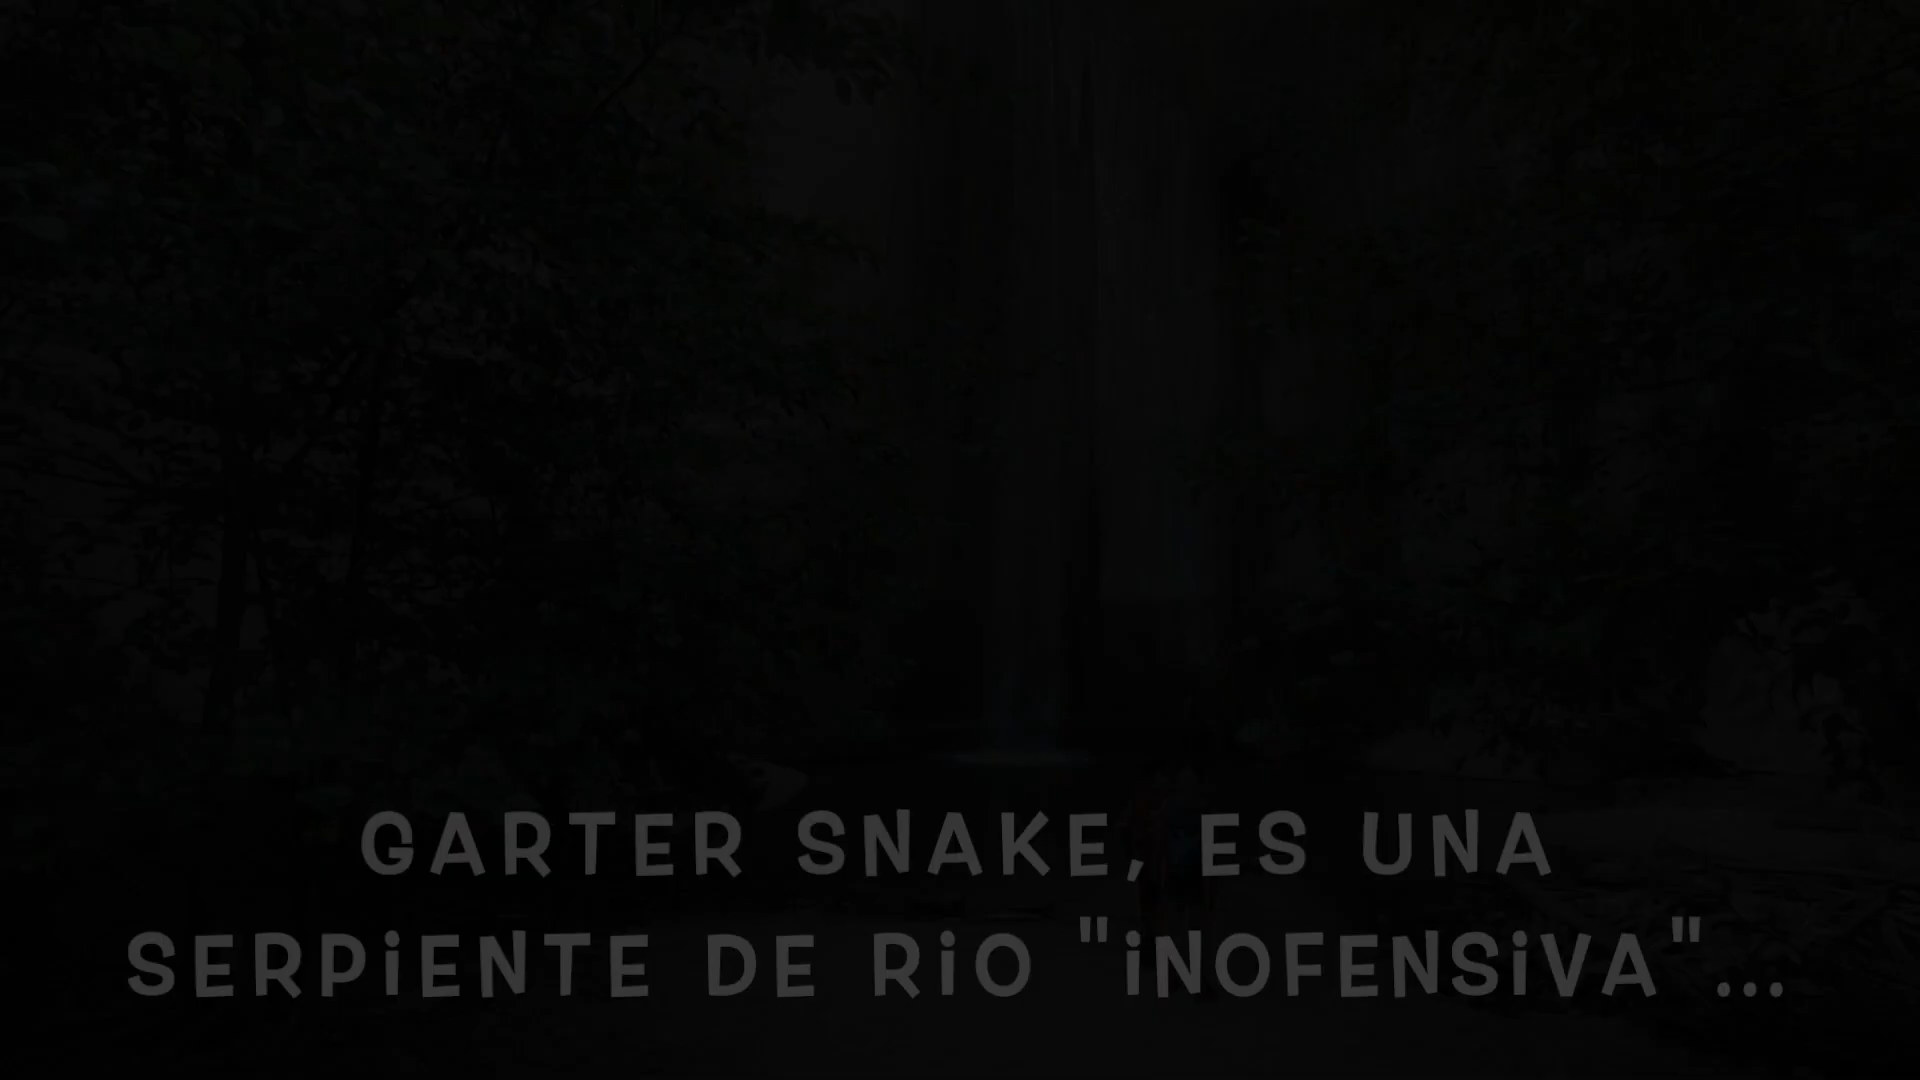 GARTER SNAKE, ES UNA
SERPIENTE DE RIO "INOFENSIVA"...